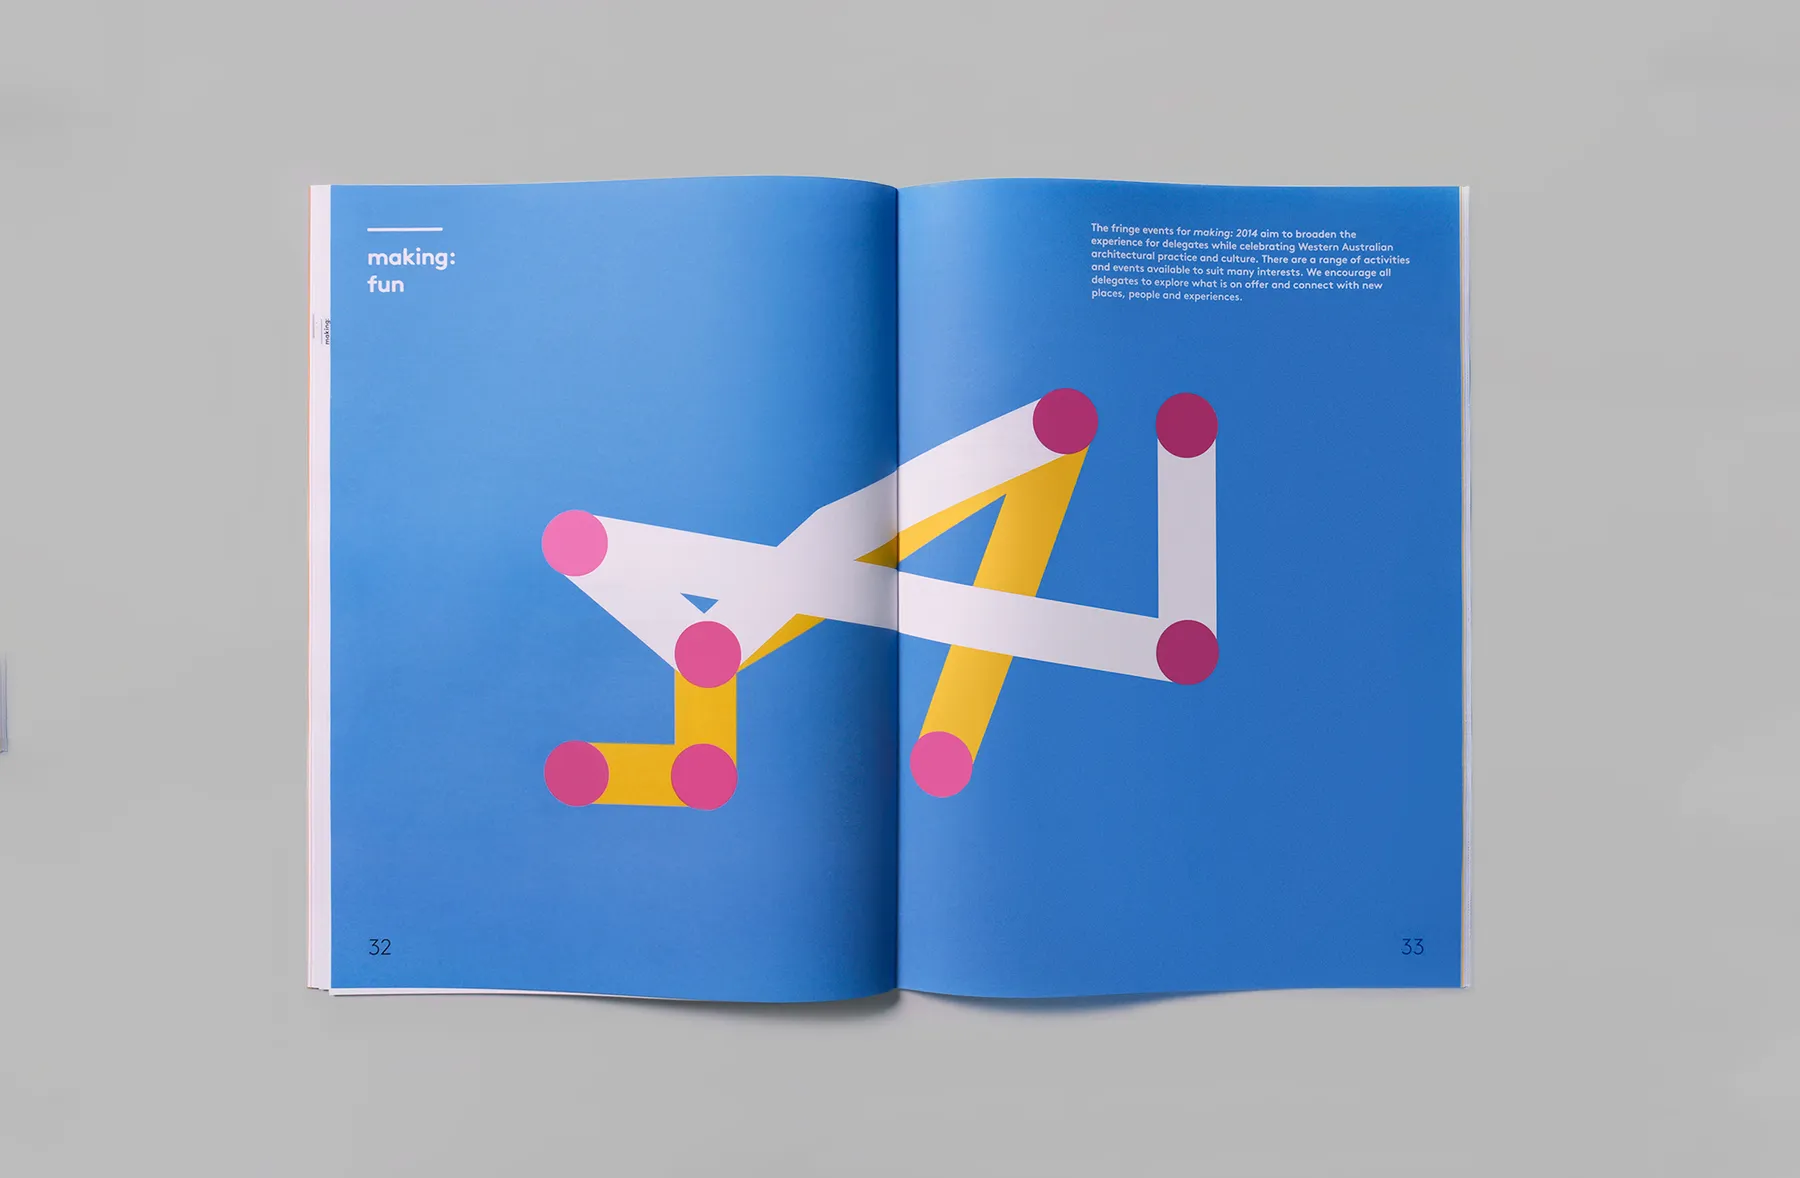 making:
fun
making:
The fringe events for making: 2014 aim to broaden the
experience for delegates while celebrating Western Australian
architectural practice and culture. There are a range of activities
and events available to suit many interests. We encourage all
delegates to explore what is on offer and connect with new
places, people and experiences.
32
33